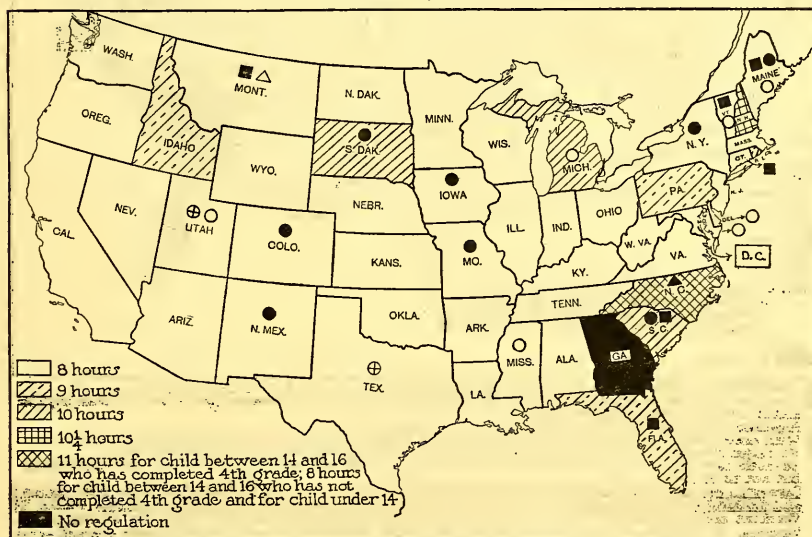 WASH.
MONT.
N. DAK.
MINN.
MAINE
OREG.
IDAHO
S. DAK.
WIS.
MICH.
N.Y.
VT.
N.H.
MASS.
CT.
R.I.
WYO.
IOWA
PA.
N.J.
NEBR.
NEV.
UTAH
COLO.
ILL.
IND.
OHIO
DEL.
W. VA.
VA.
D.C.
CAL.
KANS.
MO.
KY.
N.C.
TENN.
ARIZ.
N. MEX.
OKLA.
ARK.
S.C.
MISS.
ALA.
GA
TEX.
LA.
FLA.
8 hours
9 hours
10 hours
10¼ hours
11 hours for child between 14 and 16
who has completed 4th grade; 8 hours
for child between 14 and 16 who has not
completed 4th grade and for child under 14
No regulation